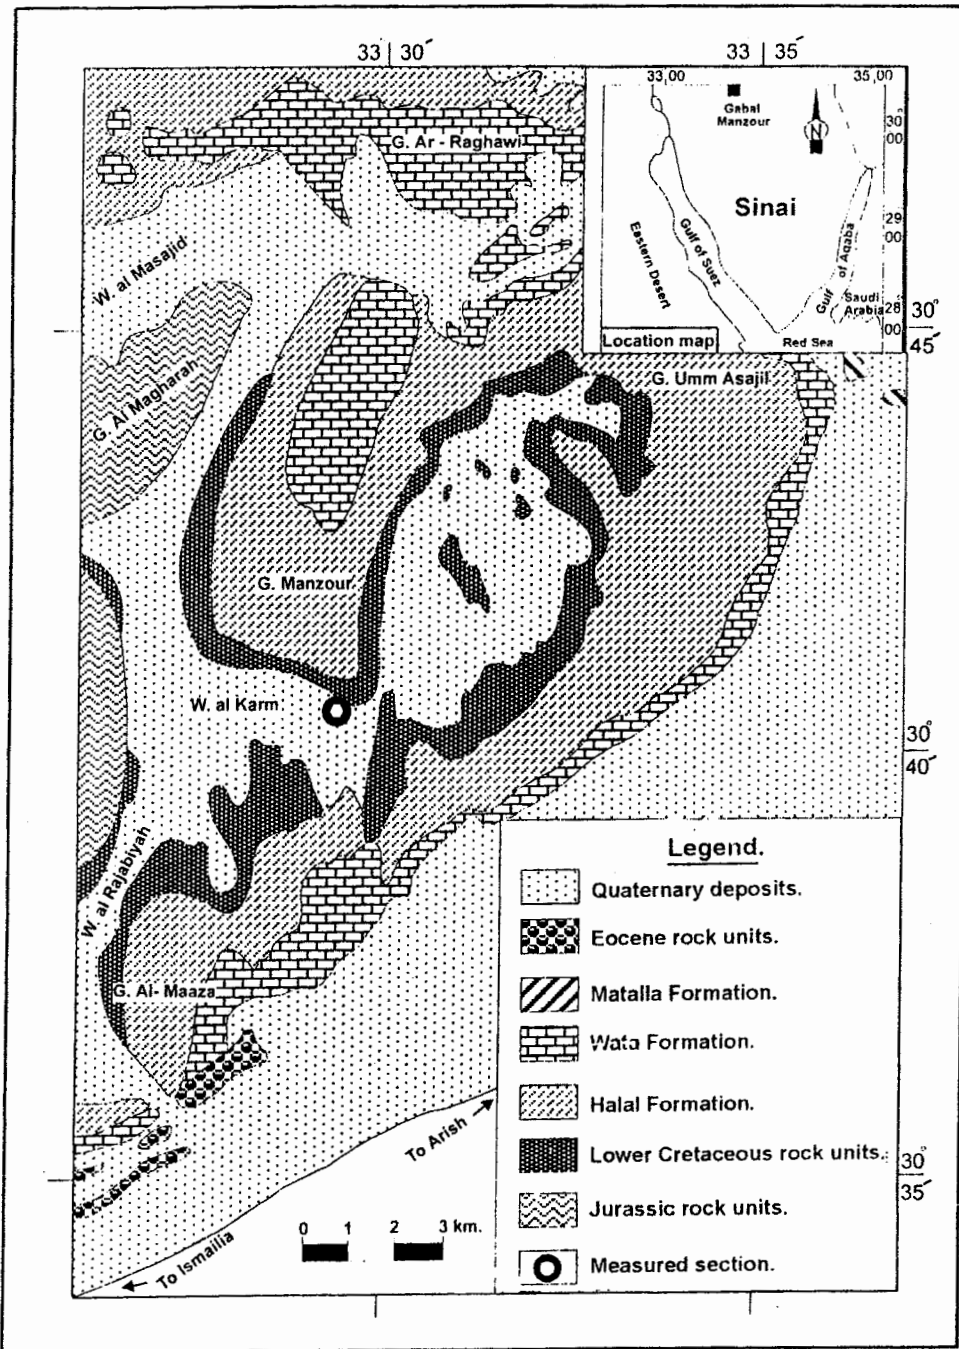 33 30´
33 35´
33,00
35,00
Gabal
Manzour
N
30
00
Sinai
29
00
Eastern Desert
Gulf of Suez
Gulf of Aqaba
Saudi
Arabia
28
00
Location map
Red Sea
G. Ar - Raghawi
W. al Masajid
30°
45´
G. Umm Asajil
G. Al Magharah
G. Manzour
W. al Karm
30°
40´
W. al Rajabiyah
G. Al- Maaza
Legend.
Quaternary deposits.
Eocene rock units.
Matalla Formation.
Wata Formation.
Halal Formation.
Lower Cretaceous rock units.
Jurassic rock units.
Measured section.
30°
35´
To Arish
To Ismailia
0 1 2 3 km.